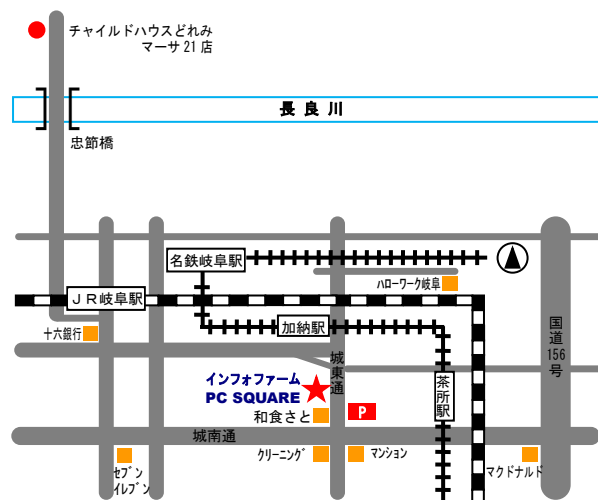 チャイルドハウスどれみ
マーサ21店
長良川
忠節橋
名鉄岐阜駅
ハローワーク岐阜
JR岐阜駅
十六銀行
加納駅
国道156号
城東通
インフォファーム
PC SQUARE
茶所駅
和食さと
P
城南通
クリーニング
マンション
セブン
イレブン
マクドナルド